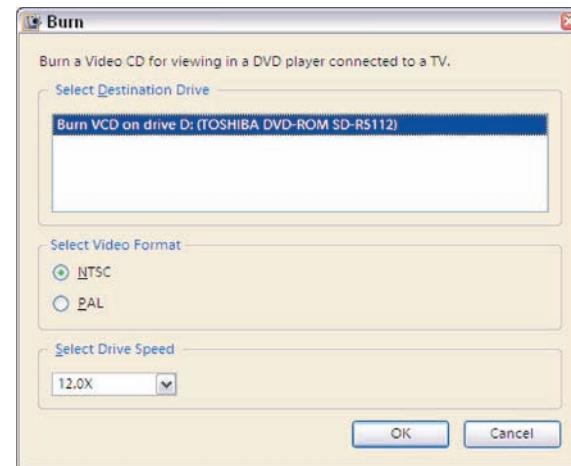 Burn
Burn a Video CD for viewing in a DVD player connected to a TV.
Select Destination Drive
Burn VCD on drive D: (TOSHIBA DVD-ROM SD-R5112)
Select Video Format
NTSC
PAL
Select Drive Speed
12.0X
OK Cancel